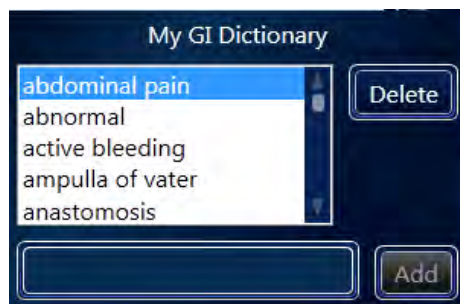 My GI Dictionary
abdominal pain
Delete
abnormal
active bleeding
ampulla of vater
anastomosis
Add